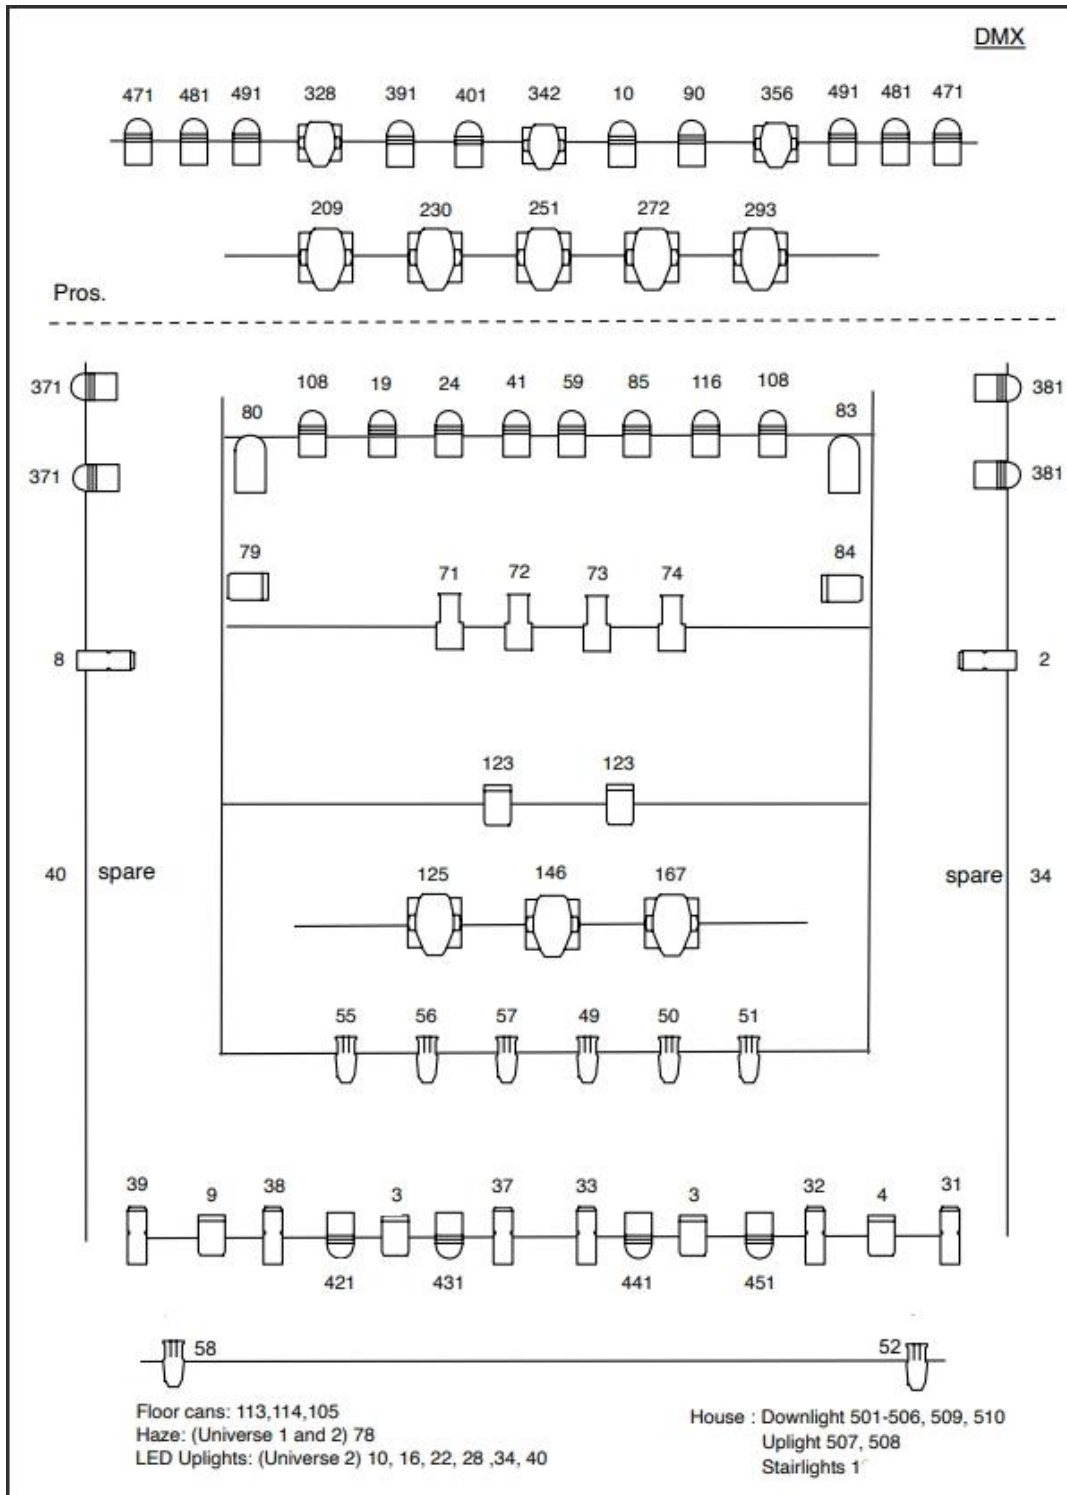 DMX
471 481 491 328 391 401 342 10 90 356 491 481 471
209 230 251 272 293
Pros.
371 381
108 19 24 41 59 85 116 108
80 83
371 381
79 84
71 72 73 74
8 2
123 123
40 spare spare 34
125 146 167
55 56 57 49 50 51
39 9 38 3 37 33 3 32 4 31
421 431 441 451
58 52
Floor cans: 113,114,105
Haze: (Universe 1 and 2) 78
LED Uplights: (Universe 2) 10, 16, 22, 28 ,34, 40
House : Downlight 501-506, 509, 510
Uplight 507, 508
Stairlights 1